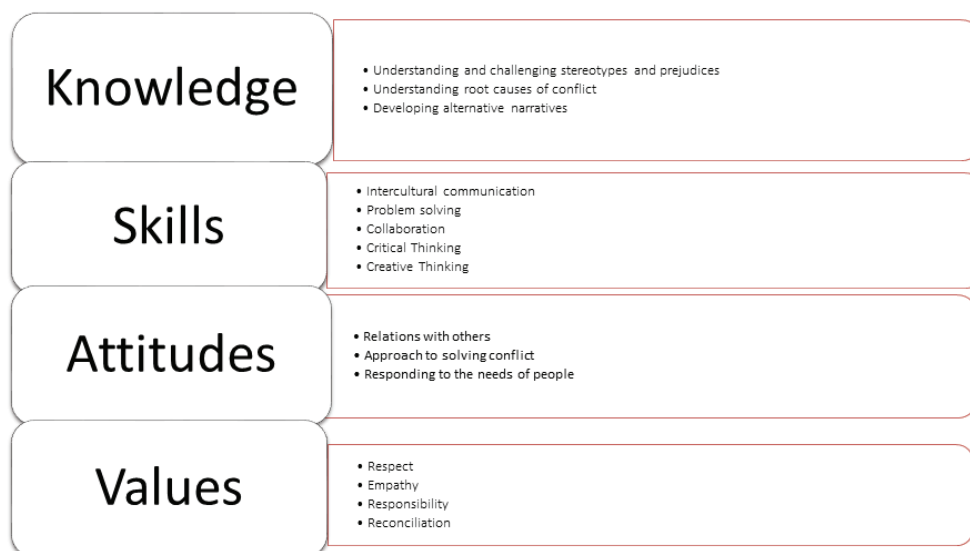 Knowledge
• Understanding and challenging stereotypes and prejudices
• Understanding root causes of conflict
• Developing alternative narratives
Skills
• Intercultural communication
• Problem solving
• Collaboration
• Critical Thinking
• Creative Thinking
Attitudes
• Relations with others
• Approach to solving conflict
• Responding to the needs of people
Values
• Respect
• Empathy
• Responsibility
• Reconciliation